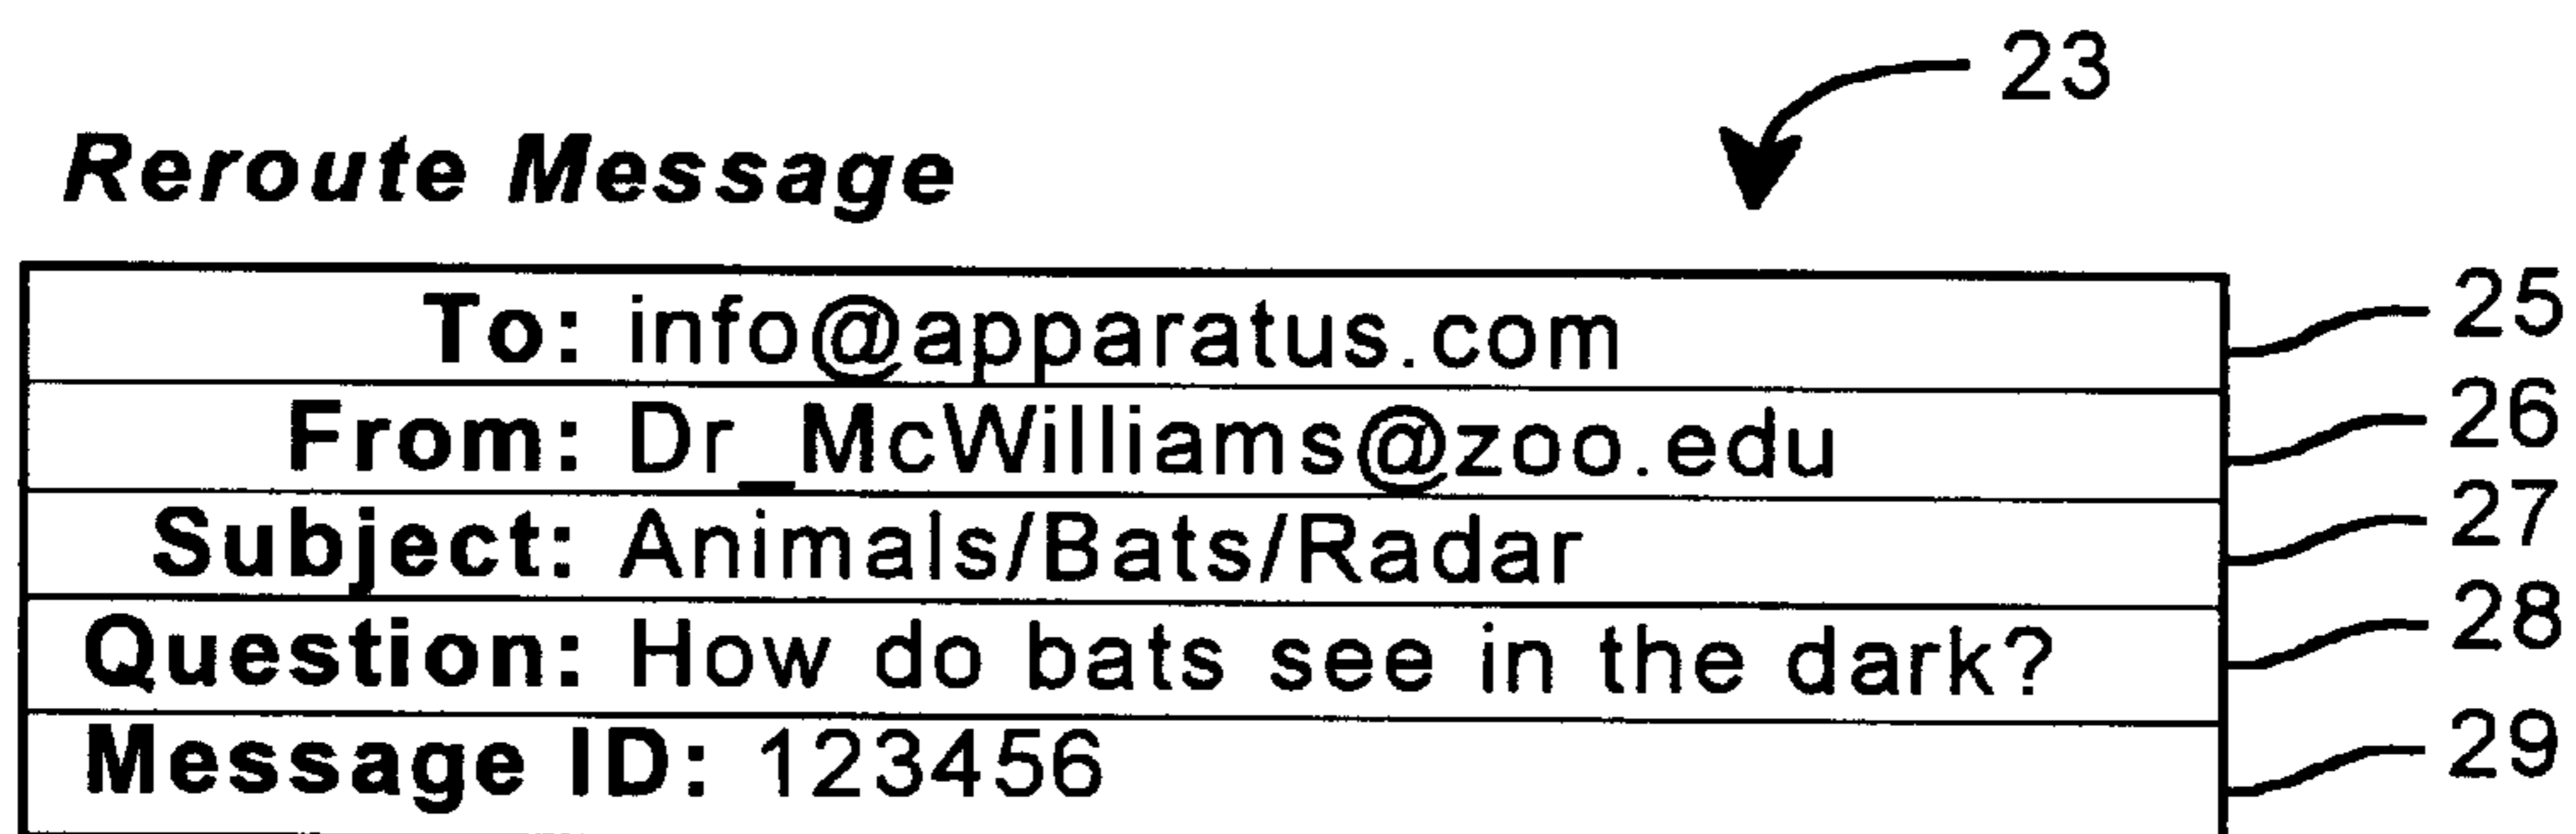 23
Reroute Message
To: info@apparatus.com 25
From: Dr_McWilliams@zoo.edu 26
Subject: Animals/Bats/Radar 27
Question: How do bats see in the dark? 28
Message ID: 123456 29